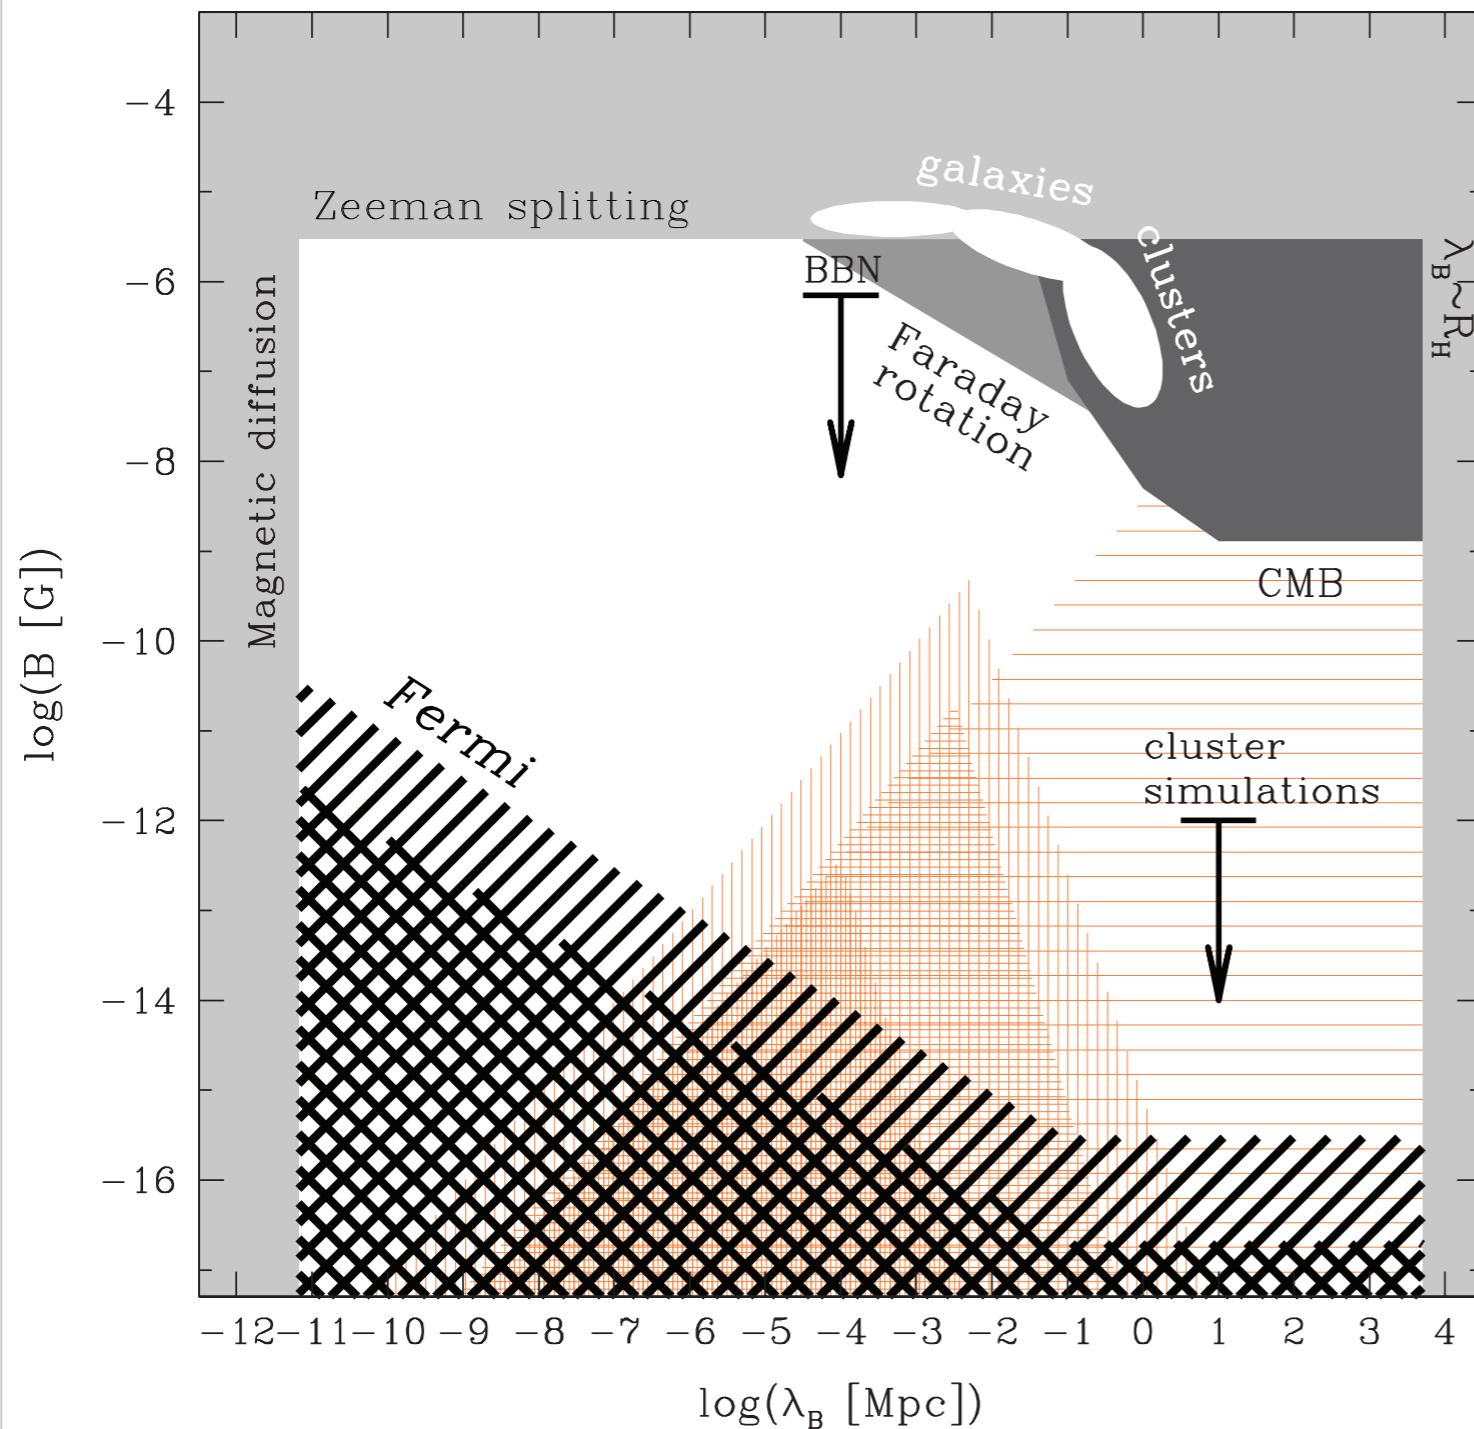 −4
−6
−8
−10
−12
−14
−16
log(B [G])
galaxies
Zeeman splitting
clusters
BBN
λB~RH
Magnetic diffusion
Faraday
rotation
CMB
Fermi
cluster
simulations
−12 −11 −10 −9 −8 −7 −6 −5 −4 −3 −2 −1 0 1 2 3 4
log(λB [Mpc])